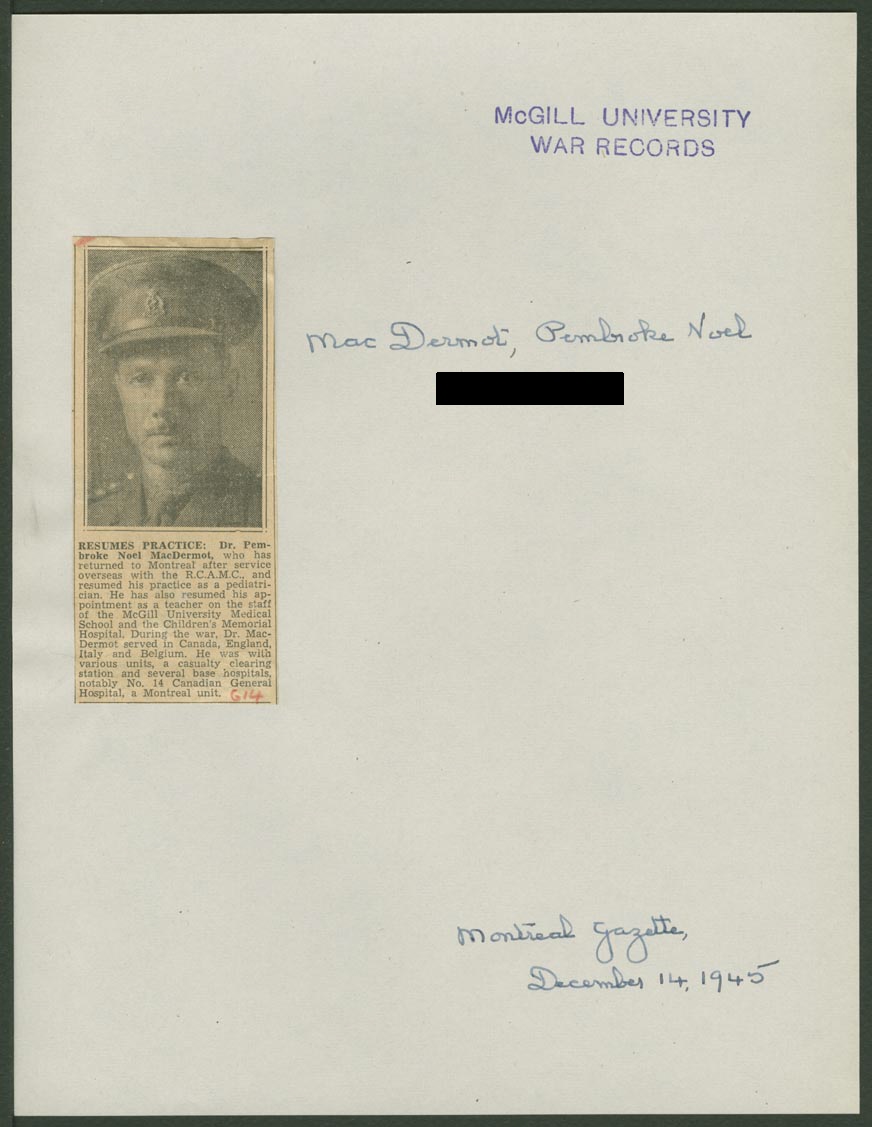 McGILL UNIVERSITY
WAR RECORDS
Mac Dermot, Pembroke Noel
RESUMES PRACTICE: Dr. Pem-
broke Noel MacDermot, who has
returned to Montreal after service
overseas with the R.C.A.M.C., and
resumed his practice as a pediatri-
cian. He has also resumed his ap-
pointment as a teacher on the staff
of the McGill University Medical
School and the Children's Memorial
Hospital. During the war, Dr. Mac-
Dermot served in Canada, England,
Italy and Belgium. He was with
various units, a casualty clearing
station and several base hospitals,
notably No. 14 Canadian General
Hospital, a Montreal unit. G14
Montreal Gazette,
December 14, 1945